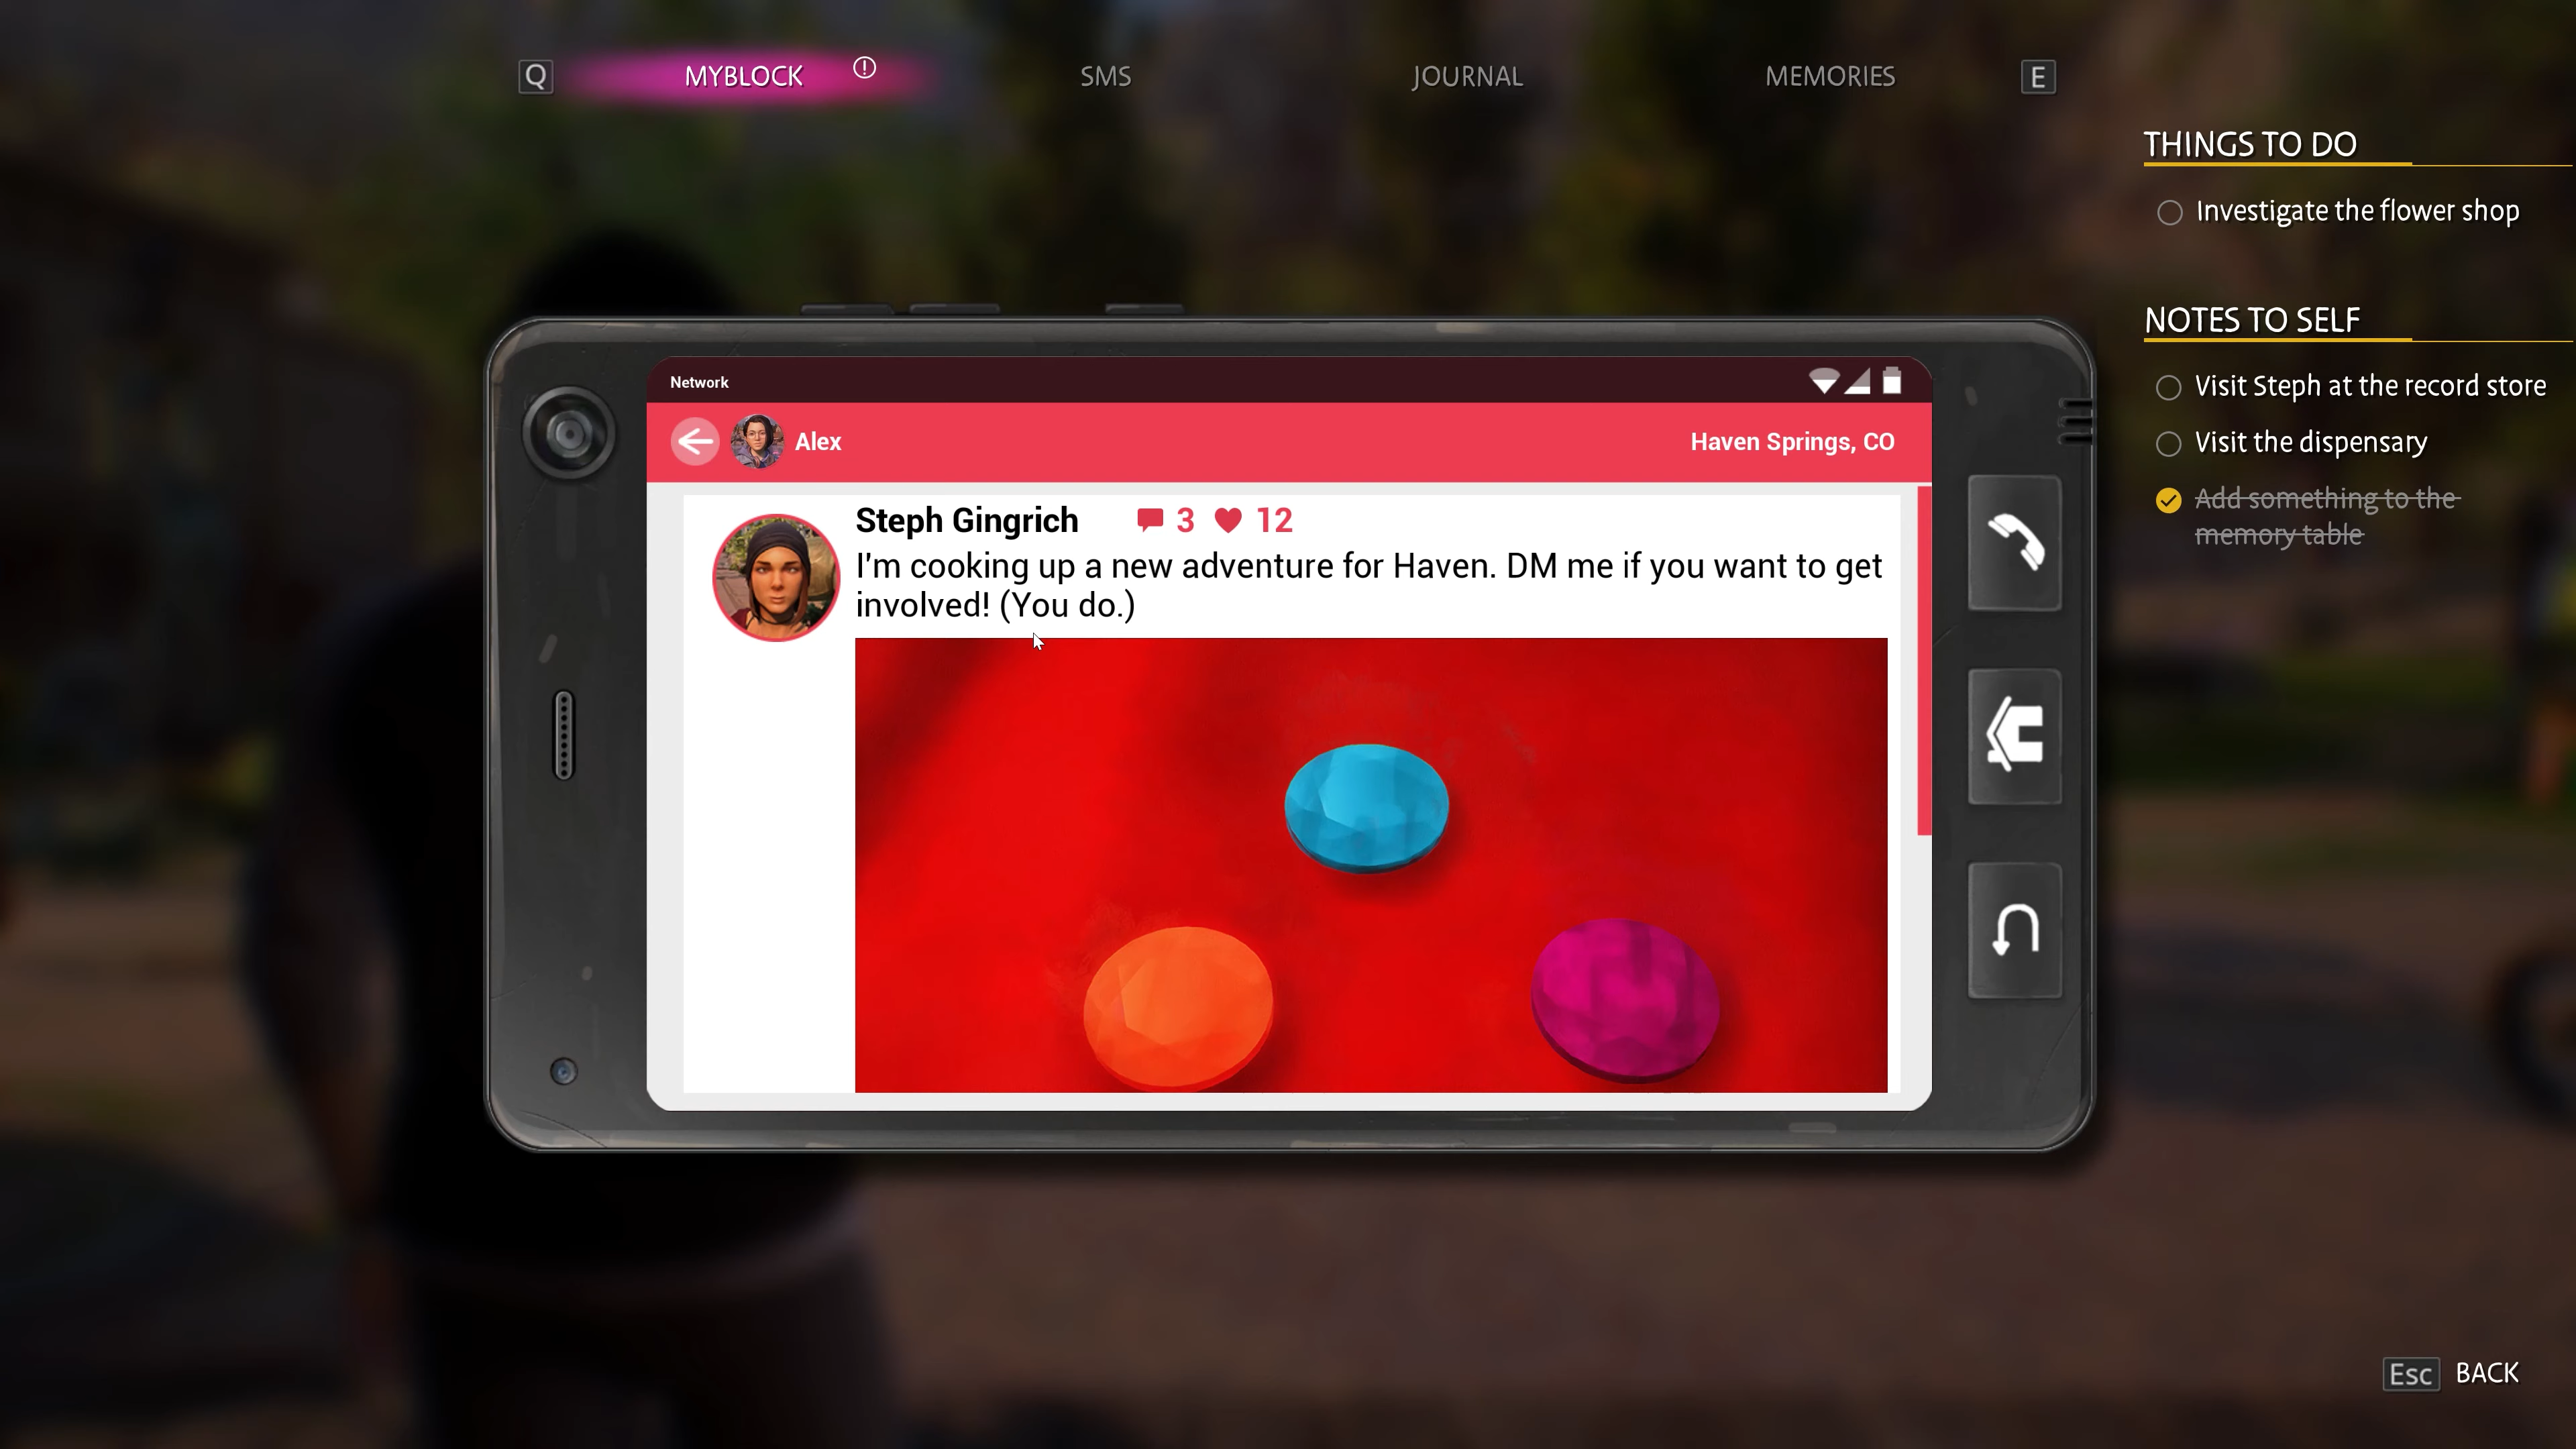 Q
MYBLOCK
SMS
JOURNAL
MEMORIES
E
THINGS TO DO
Investigate the flower shop
NOTES TO SELF
Visit Steph at the record store
Visit the dispensary
Add something to the
memory table
Network
Alex
Haven Springs, CO
Steph Gingrich 3 12
I'm cooking up a new adventure for Haven. DM me if you want to get
involved! (You do.)
Esc BACK